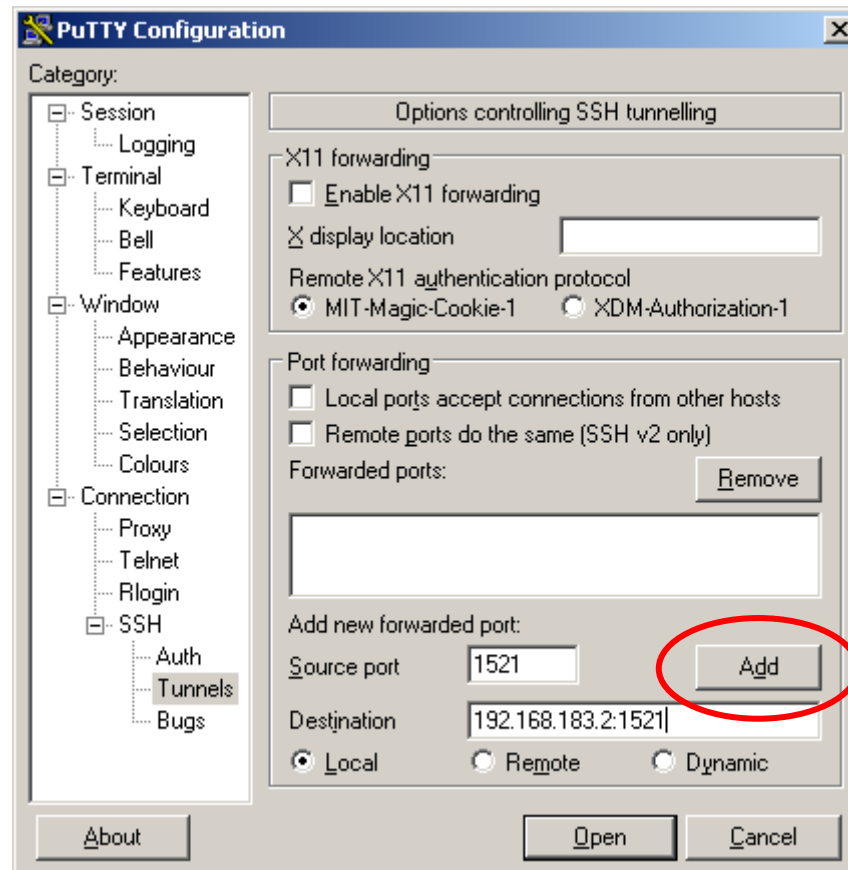 PuTTY Configuration
Category:
Session
Logging
Terminal
Keyboard
Bell
Features
Window
Appearance
Behaviour
Translation
Selection
Colours
Connection
Proxy
Telnet
Rlogin
SSH
Auth
Tunnels
Bugs
Options controlling SSH tunnelling
X11 forwarding
Enable X11 forwarding
X display location
Remote X11 authentication protocol
MIT-Magic-Cookie-1 XDM-Authorization-1
Port forwarding
Local ports accept connections from other hosts
Remote ports do the same (SSH v2 only)
Forwarded ports: Remove
Add new forwarded port:
Source port 1521 Add
Destination 192.168.183.2:1521
Local Remote Dynamic
About Open Cancel